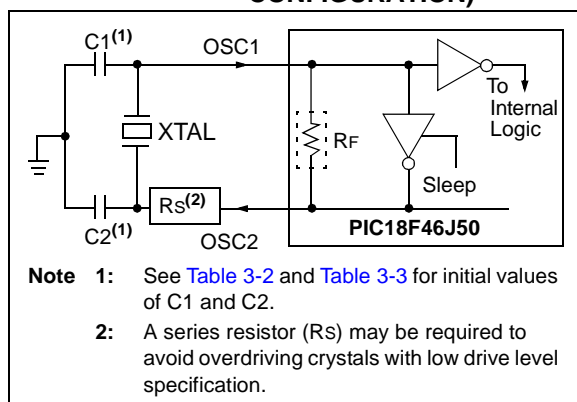 CONFIGURATION)
C1(1)
OSC1
To
Internal
Logic
XTAL
RF
Sleep
RS(2)
C2(1)
OSC2
PIC18F46J50
Note 1: See Table 3-2 and Table 3-3 for initial values
of C1 and C2.
2: A series resistor (RS) may be required to
avoid overdriving crystals with low drive level
specification.